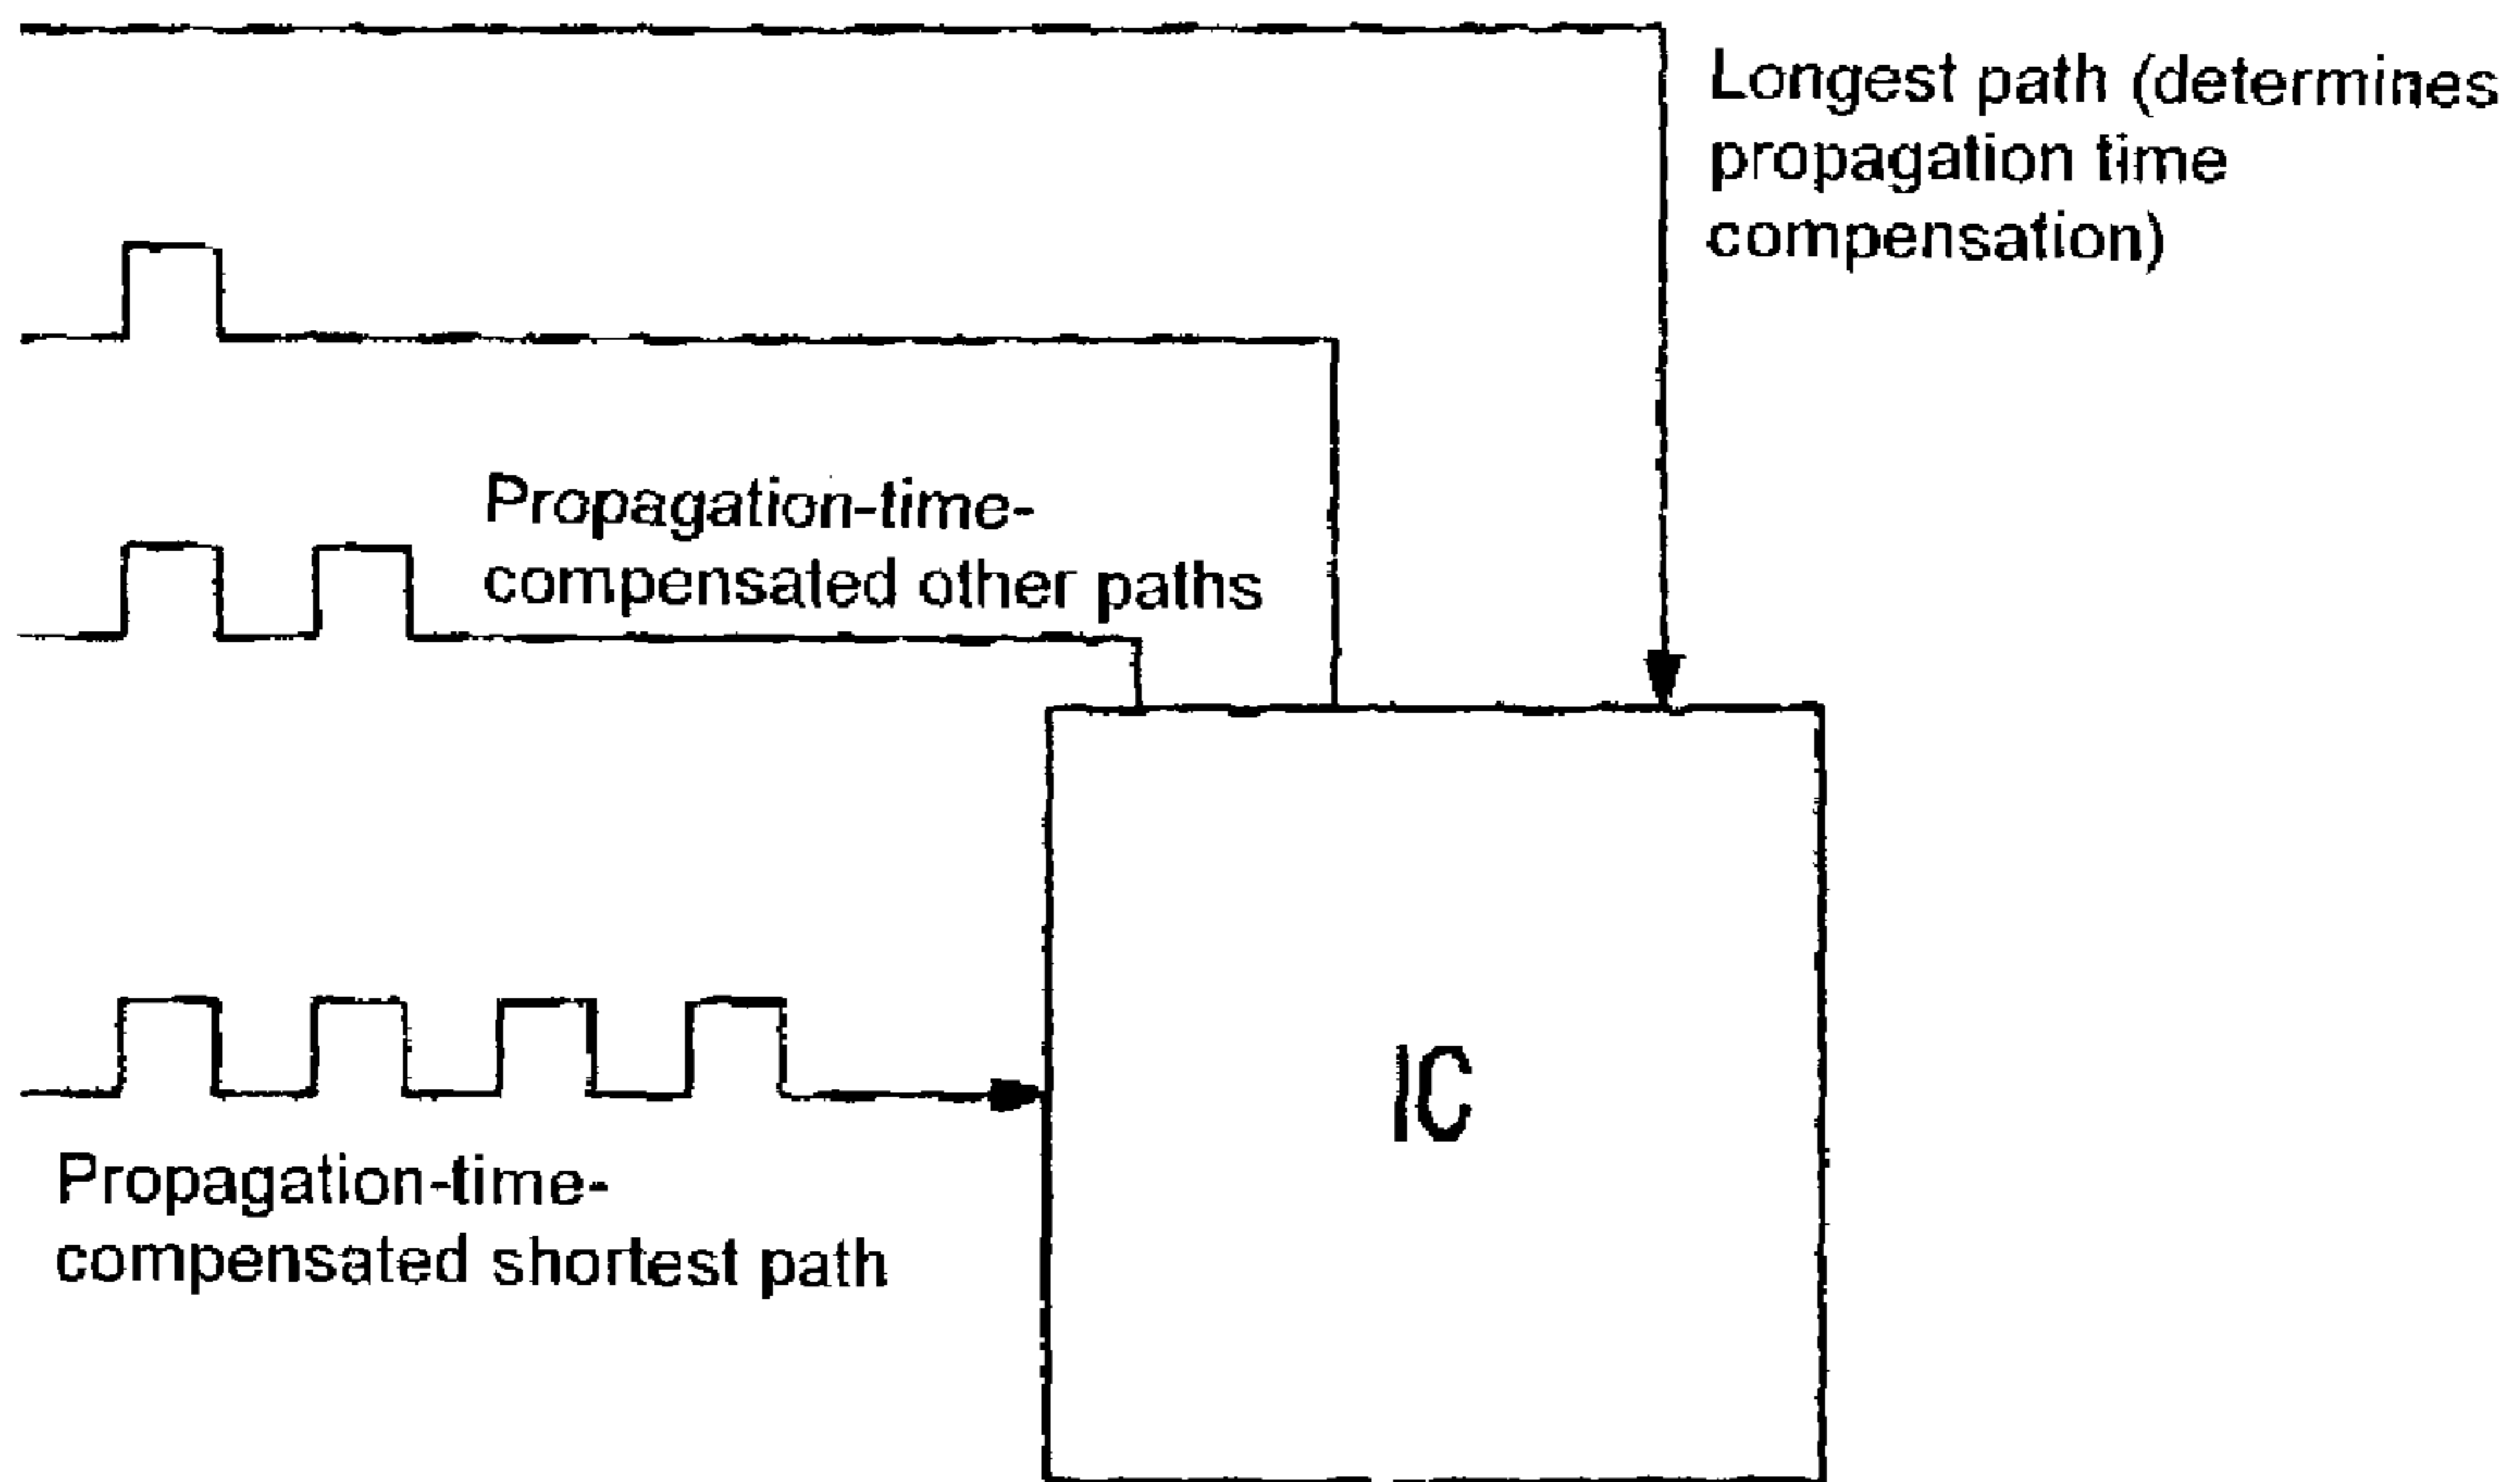 Longest path (determines
propagation time
compensation)
Propagation-time-
compensated other paths
IC
Propagation-time-
compensated shortest path